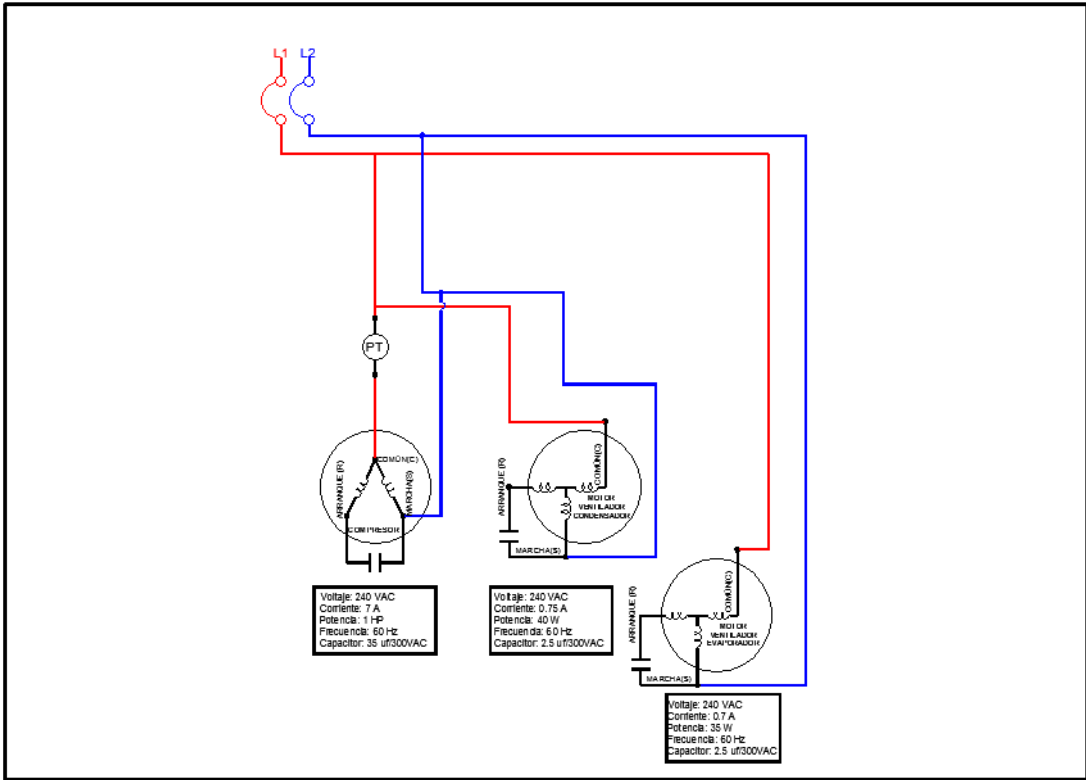 L1 L2
PT
COMÚN(C)
ARRANQUE (R)
MARCHA(S)
COMPRESOR
Voltaje: 240 VAC
Corriente: 7 A
Potencia: 1 HP
Frecuencia: 60 Hz
Capacitor: 35 uf/300VAC
ARRANQUE (R)
COMÚN(C)
MOTOR
VENTILADOR
CONDENSADOR
MARCHA(S)
Voltaje: 240 VAC
Corriente: 0.75 A
Potencia: 40 W
Frecuencia: 60 Hz
Capacitor: 2.5 uf/300VAC
ARRANQUE (R)
COMÚN(C)
MOTOR
VENTILADOR
EVAPORADOR
MARCHA(S)
Voltaje: 240 VAC
Corriente: 0.7 A
Potencia: 35 W
Frecuencia: 60 Hz
Capacitor: 2.5 uf/300VAC